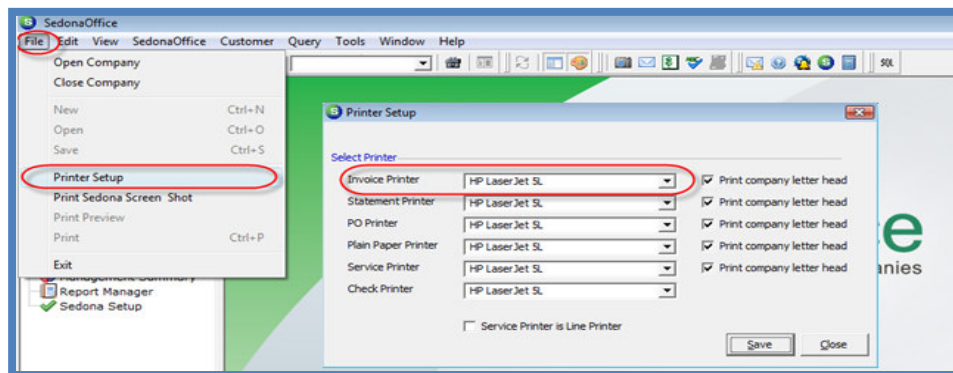 SedonaOffice
File Edit View SedonaOffice Customer Query Tools Window Help
Open Company
Close Company
New Ctrl+N
Open Ctrl+O
Save Ctrl+S
Printer Setup
Print Sedona Screen Shot
Print Preview
Print Ctrl+P
Exit
Management Summary
Report Manager
Sedona Setup
SQL
Printer Setup
Select Printer
Invoice Printer HP LaserJet 5L Print company letter head
Statement Printer HP LaserJet 5L Print company letter head
PO Printer HP LaserJet 5L Print company letter head
Plain Paper Printer HP LaserJet 5L Print company letter head
Service Printer HP LaserJet 5L Print company letter head
Check Printer HP LaserJet 5L
Service Printer is Line Printer
Save Close
e
anies